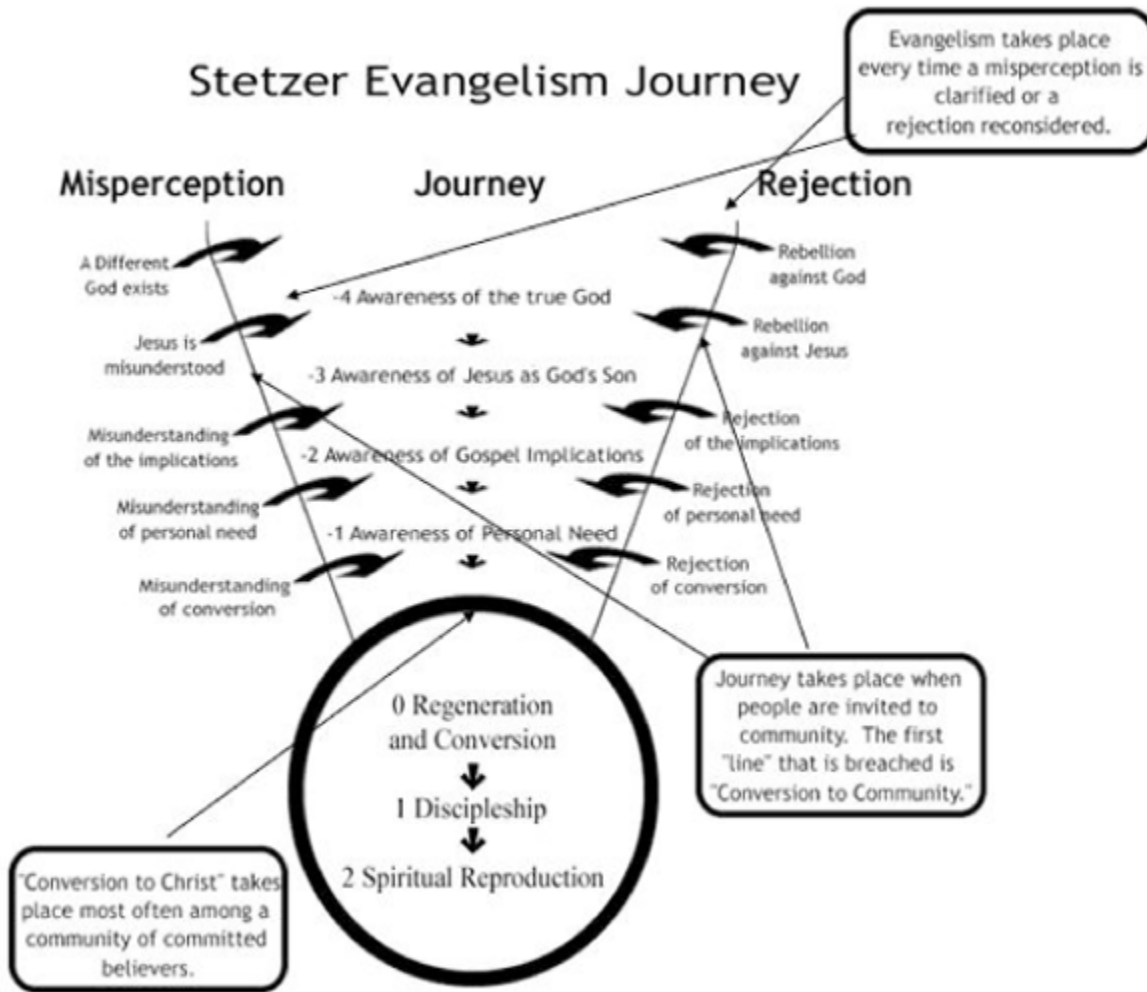 Stetzer Evangelism Journey
Evangelism takes place
every time a misperception is
clarified or a
rejection reconsidered.
Misperception
Journey
Rejection
A Different
God exists
Rebellion
against God
-4 Awareness of the true God
Jesus is
misunderstood
Rebellion
against Jesus
-3 Awareness of Jesus as God's Son
Misunderstanding
of the implications
Rejection
of the implications
-2 Awareness of Gospel Implications
Misunderstanding
of personal need
Rejection
of personal need
-1 Awareness of Personal Need
Misunderstanding
of conversion
Rejection
of conversion
0 Regeneration
and Conversion
1 Discipleship
2 Spiritual Reproduction
Journey takes place when
people are invited to
community. The first
"line" that is breached is
"Conversion to Community."
"Conversion to Christ" takes
place most often among a
community of committed
believers.